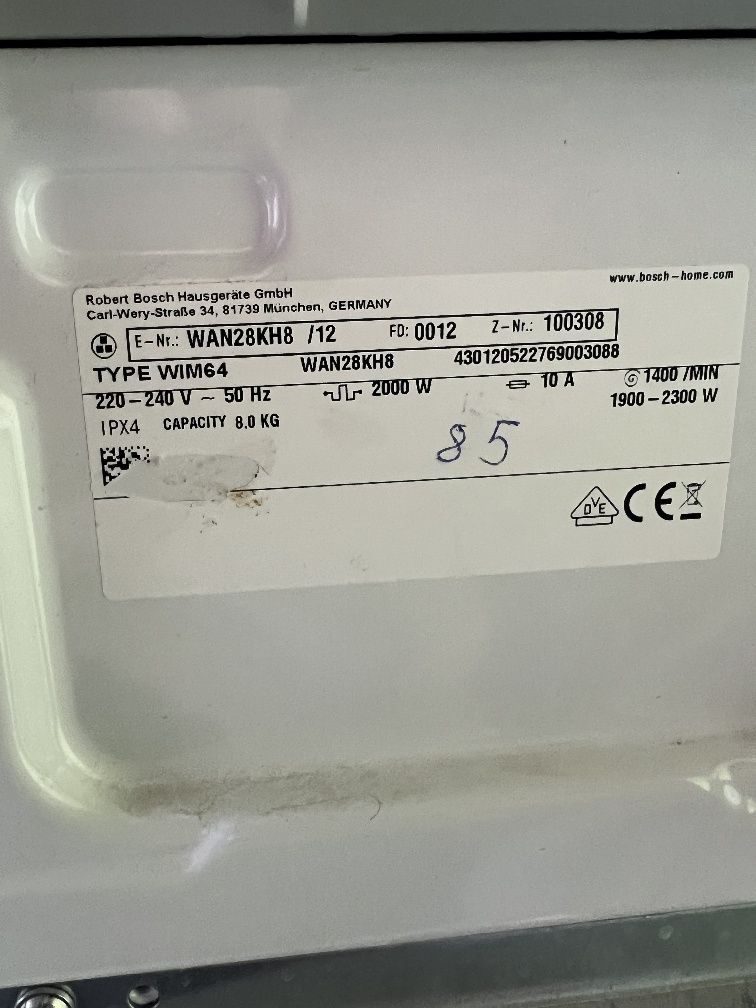 Robert Bosch Hausgeräte GmbH
www.bosch-home.com
Carl-Wery-Straße 34, 81739 München, GERMANY
E-Nr.: WAN28KH8 /12 FD: 0012 Z-Nr.: 100308
TYPE WIM64 WAN28KH8 430120522769003088
220-240 V ~ 50 Hz 2000 W 10 A 1400 /MIN
1900-2300 W
IPX4 CAPACITY 8.0 KG
85
DVE CE